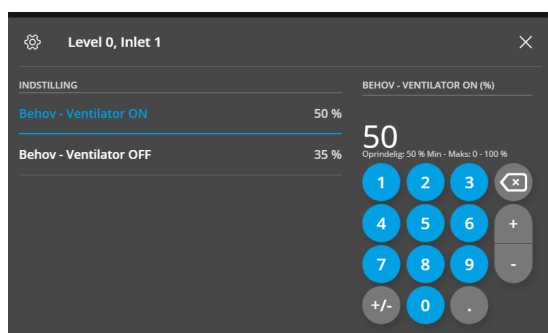 Level 0, Inlet 1
INDSTILLING
Behov - Ventilator ON 50 %
Behov - Ventilator OFF 35 %
BEHOV - VENTILATOR ON (%)
50
Oprindelig: 50 % Min - Maks: 0 - 100 %
1 2 3
4 5 6 +
7 8 9 -
+/- 0 .